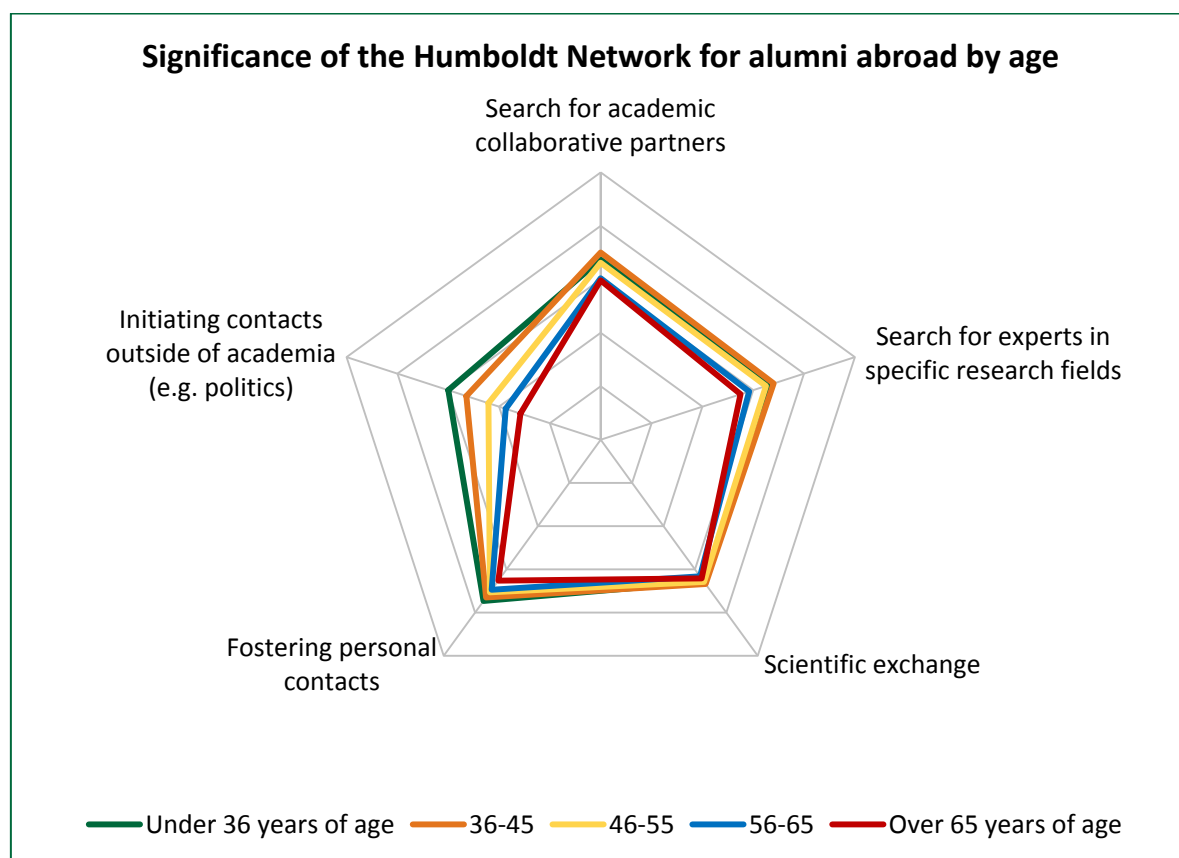 Significance of the Humboldt Network for alumni abroad by age
Search for academic
collaborative partners
Search for experts in
specific research fields
Scientific exchange
Fostering personal
contacts
Initiating contacts
outside of academia
(e.g. politics)
Under 36 years of age 36-45 46-55 56-65 Over 65 years of age